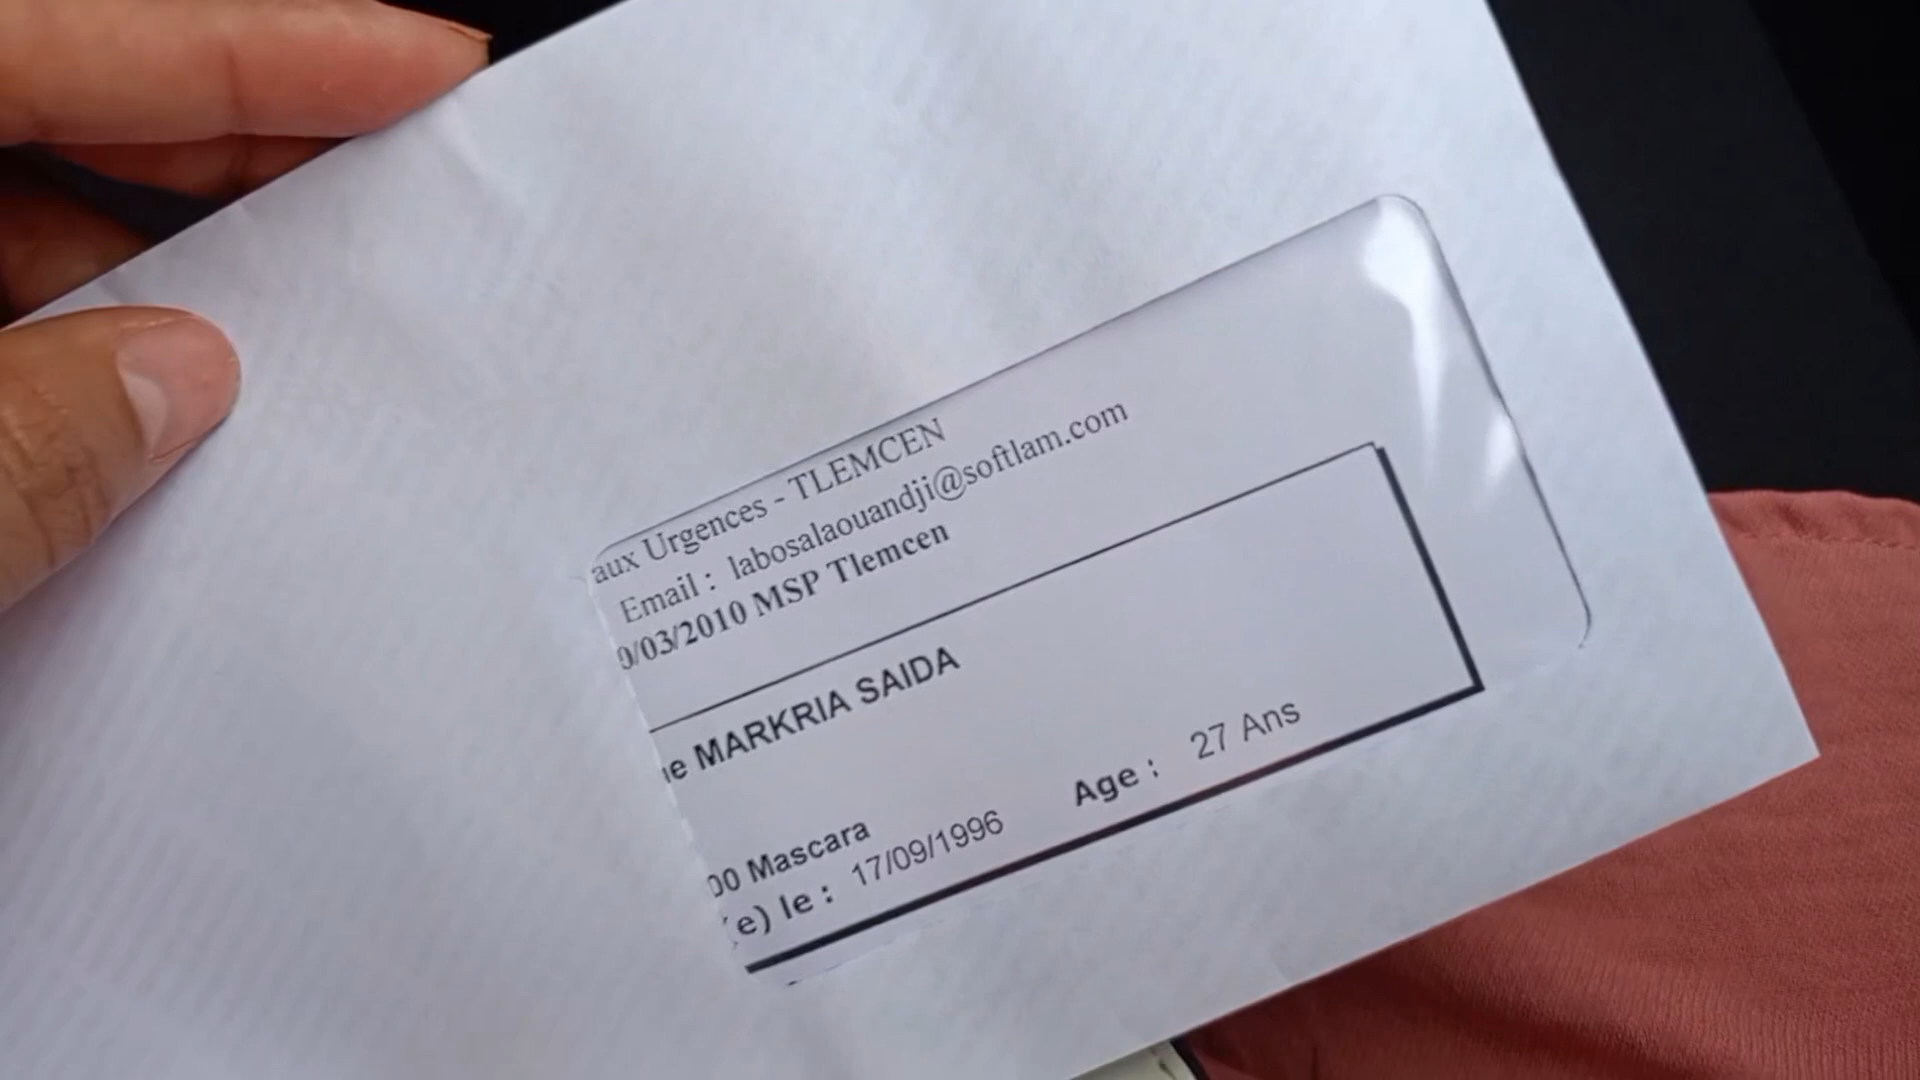 aux Urgences - TLEMCEN
Email : labosalaouandji@softlam.com
0/03/2010 MSP Tlemcen
ne MARKRIA SAIDA
00 Mascara
(e) le : 17/09/1996 Age : 27 Ans